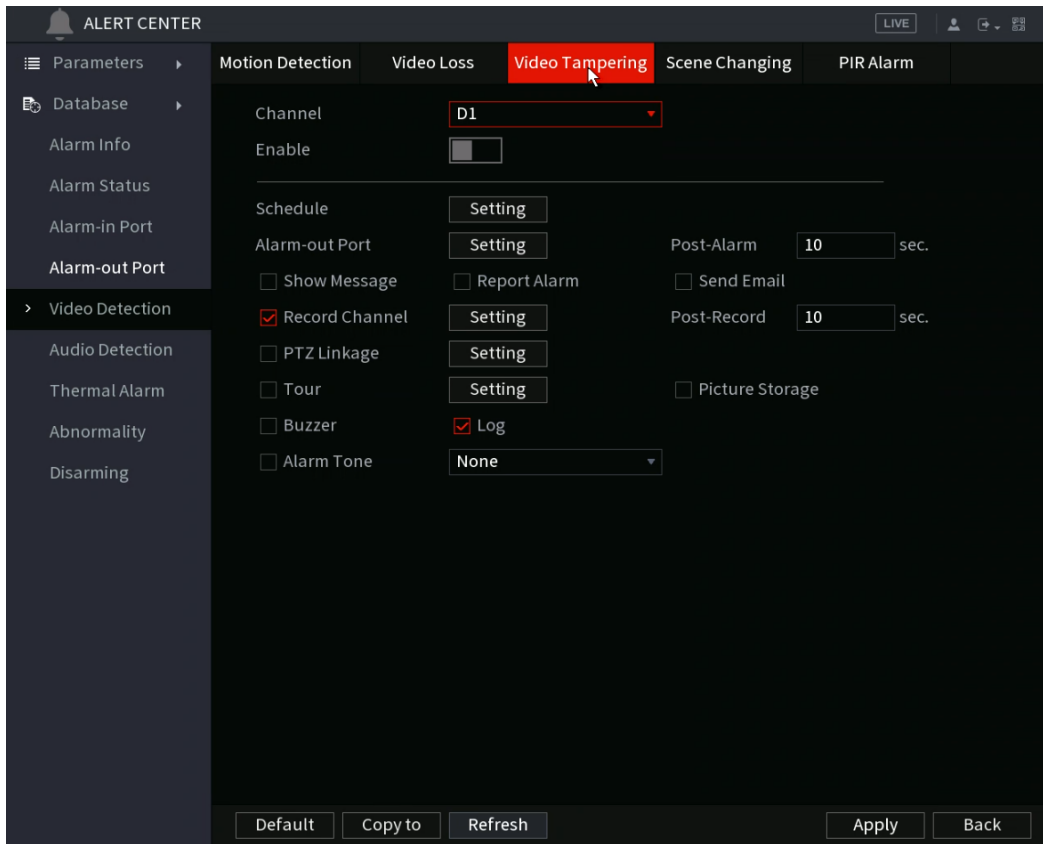 ALERT CENTER
LIVE
Parameters
Database
Alarm Info
Alarm Status
Alarm-in Port
Alarm-out Port
Video Detection
Audio Detection
Thermal Alarm
Abnormality
Disarming
Motion Detection Video Loss Video Tampering Scene Changing PIR Alarm
Channel D1
Enable
Schedule Setting
Alarm-out Port Setting Post-Alarm 10 sec.
Show Message Report Alarm Send Email
Record Channel Setting Post-Record 10 sec.
PTZ Linkage Setting
Tour Setting Picture Storage
Buzzer Log
Alarm Tone None
Default Copy to Refresh Apply Back